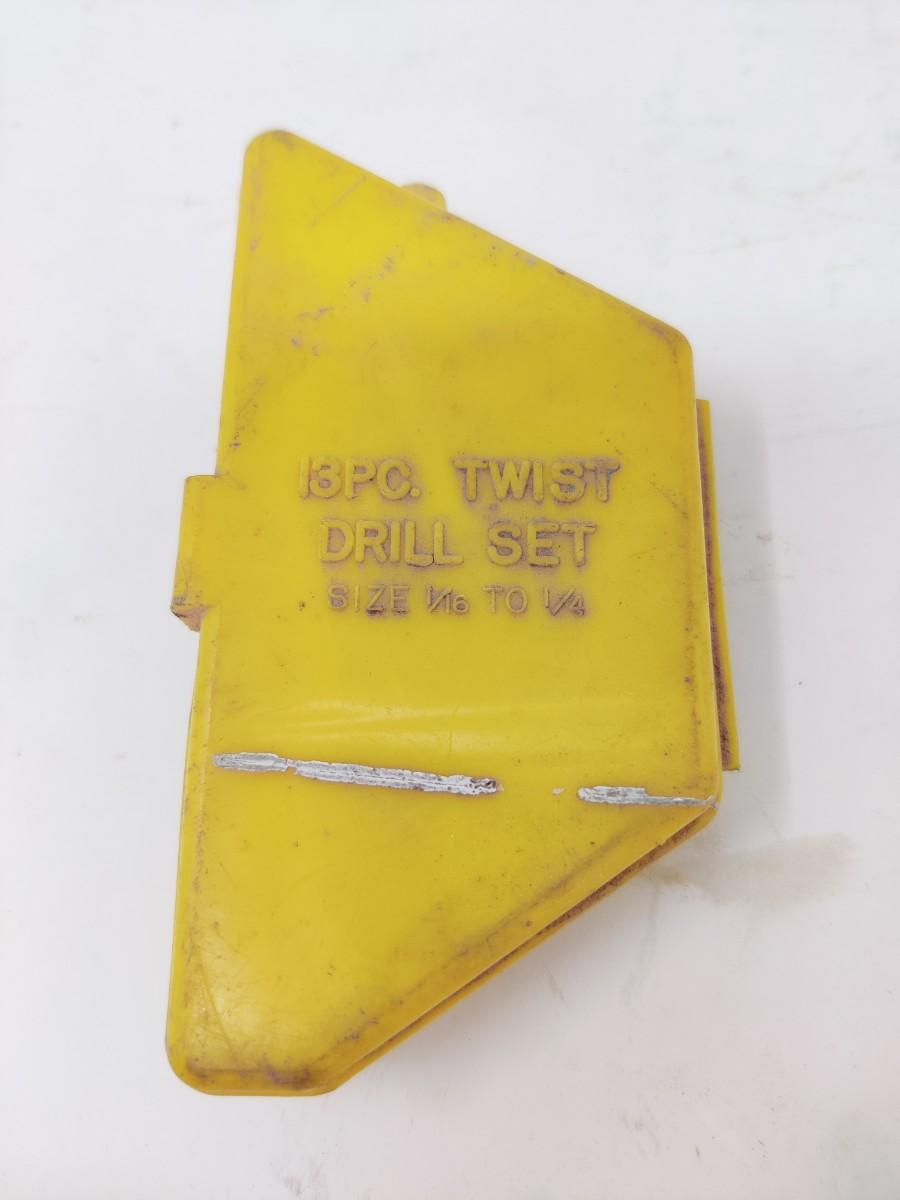 13PC. TWIST
DRILL SET
SIZE 1/16 TO 1/4